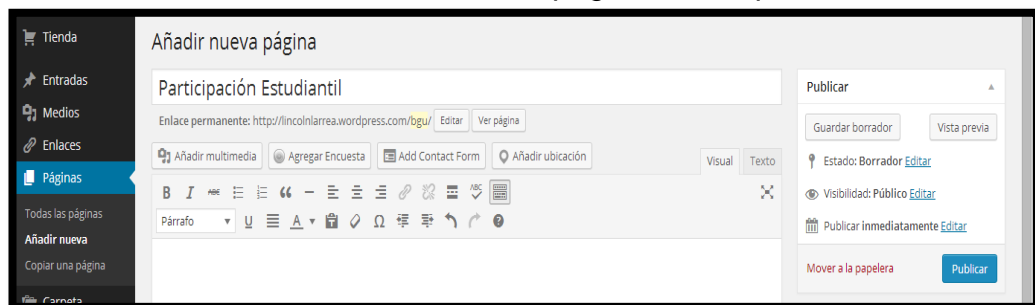 Tienda
Entradas
Medios
Enlaces
Páginas
Todas las páginas
Añadir nueva
Copiar una página
Añadir nueva página
Participación Estudiantil
Enlace permanente: http://lincolnlarrea.wordpress.com/bgu/ Editar Ver página
Añadir multimedia Agregar Encuesta Add Contact Form Añadir ubicación Visual Texto
B I ABC “ ABC
Párrafo U A T Ω ?
Publicar
Guardar borrador Vista previa
Estado: Borrador Editar
Visibilidad: Público Editar
Publicar inmediatamente Editar
Mover a la papelera Publicar